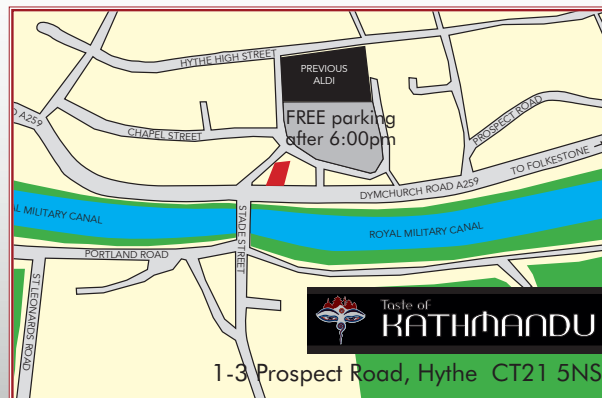 HYTHE HIGH STREET
PREVIOUS
ALDI
D A259
CHAPEL STREET
FREE parking
after 6:00pm
PROSPECT ROAD
TO FOLKESTONE
DYMCHURCH ROAD A259
AL MILITARY CANAL
STADE STREET
ROYAL MILITARY CANAL
PORTLAND ROAD
ST LEONARDS ROAD
Taste of
KATHMANDU
1-3 Prospect Road, Hythe CT21 5NS